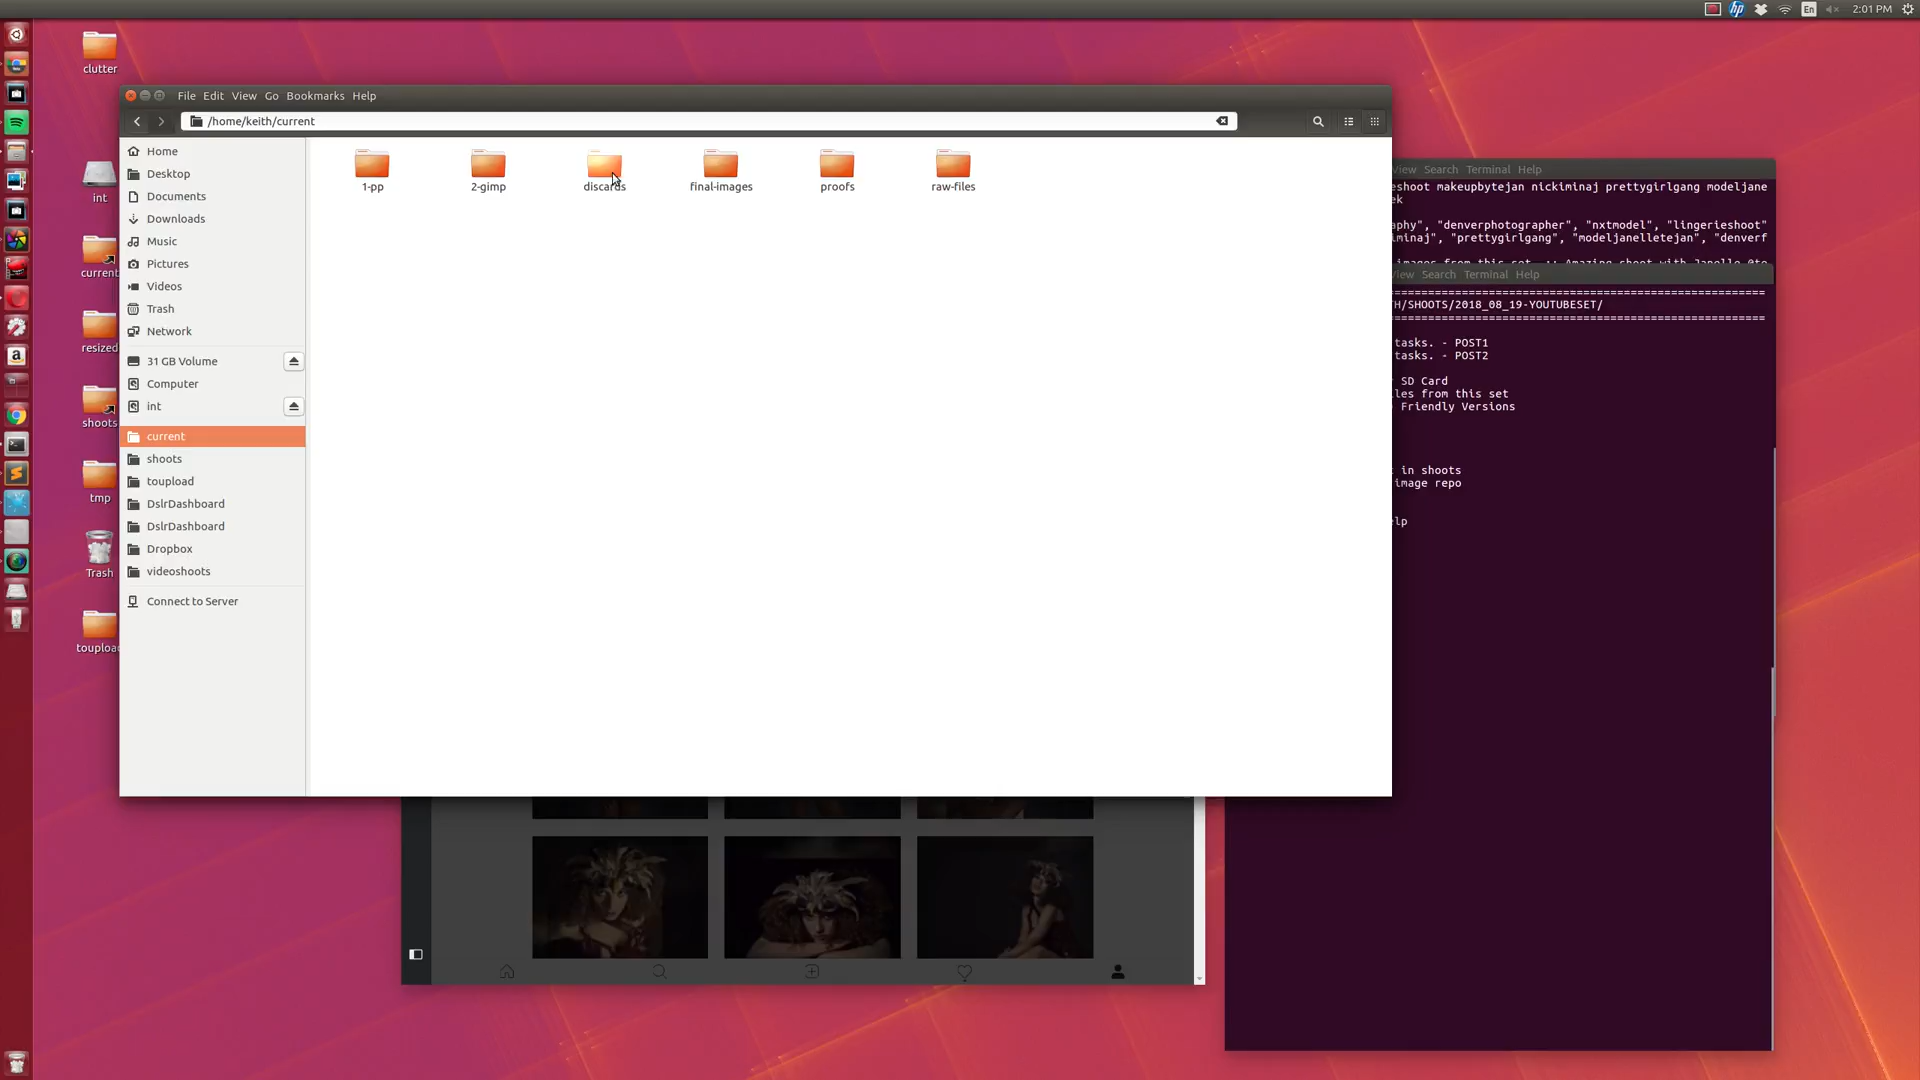 En
2:01 PM
clutter
int
current
resized
shoots
tmp
Trash
File Edit View Go Bookmarks Help
/home/keith/current
Home
Desktop
Documents
Downloads
Music
Pictures
Videos
Trash
Network
31 GB Volume
Computer
int
current
shoots
toupload
DslrDashboard
DslrDashboard
Dropbox
videoshoots
Connect to Server
1-pp
2-gimp
discards
final-images
proofs
raw-files
View Search Terminal Help
eshoot makeupbytejan nickiminaj prettygirlgang modeljane
ek
aphy", "denverphotographer", "nxtmodel", "lingerieshoot"
iminaj", "prettygirlgang", "modeljanelletejan", "denverf
View Search Terminal Help
================================================
H/SHOOTS/2018_08_19-YOUTUBESET/
================================================
tasks. - POST1
tasks. - POST2
SD Card
les from this set
Friendly Versions
in shoots
image repo
elp
hp